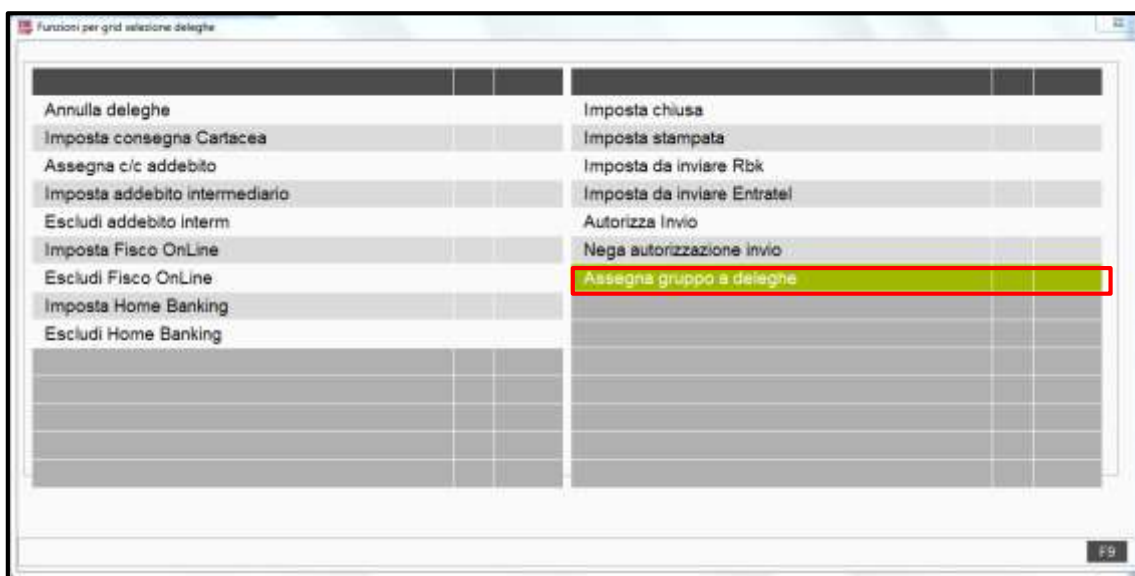 Funzioni per grid selezione deleghe
Annulla deleghe
Imposta consegna Cartacea
Assegna c/c addebito
Imposta addebito intermediario
Escludi addebito interm
Imposta Fisco OnLine
Escludi Fisco OnLine
Imposta Home Banking
Escludi Home Banking
Imposta chiusa
Imposta stampata
Imposta da inviare Rbk
Imposta da inviare Entratel
Autorizza Invio
Nega autorizzazione invio
Assegna gruppo a deleghe
F9